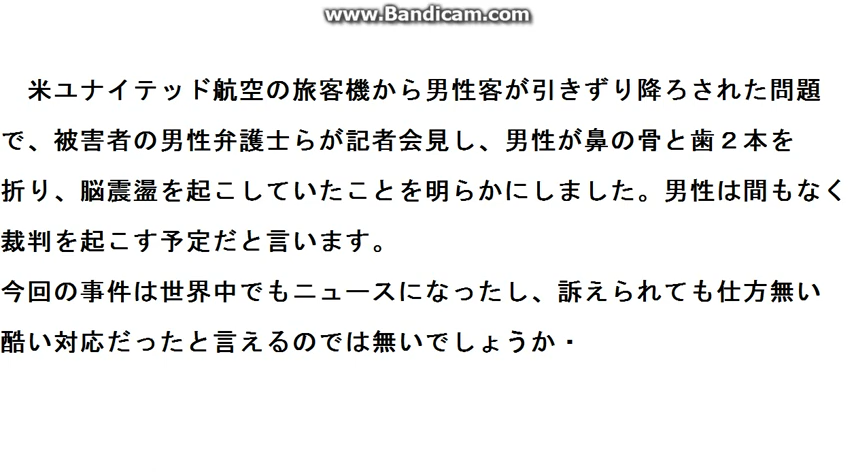 www.Bandicam.com
米ユナイテッド航空の旅客機から男性客が引きずり降ろされた問題
で、被害者の男性弁護士らが記者会見し、男性が鼻の骨と歯２本を
折り、脳震盪を起こしていたことを明らかにしました。男性は間もなく
裁判を起こす予定だと言います。
今回の事件は世界中でもニュースになったし、訴えられても仕方無い
酷い対応だったと言えるのでは無いでしょうか・